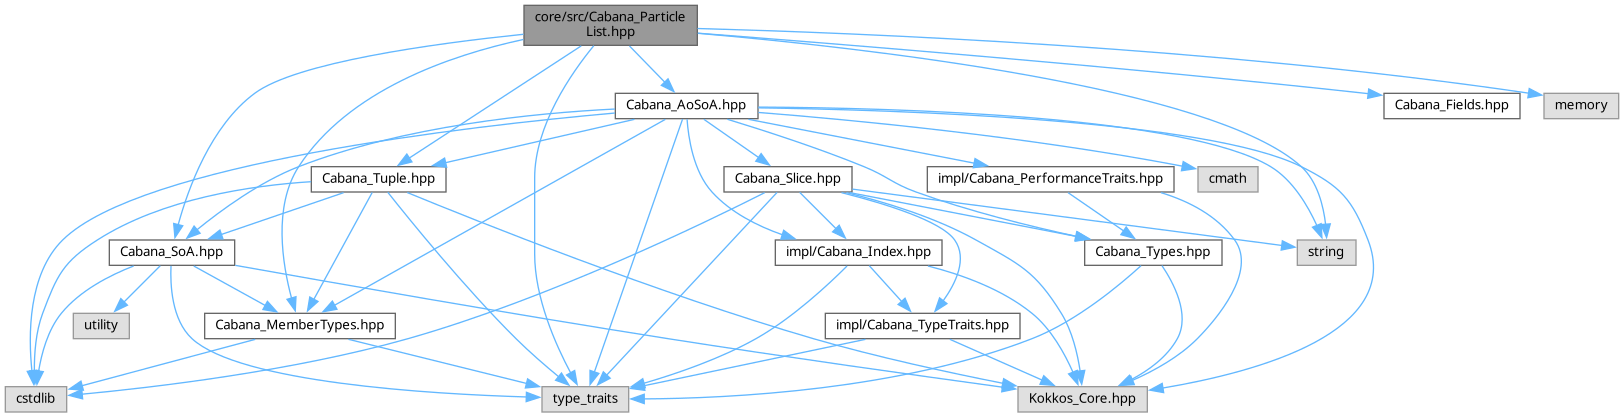 core/src/Cabana_Particle
List.hpp
Cabana_AoSoA.hpp
Cabana_Fields.hpp
memory
Cabana_Tuple.hpp
Cabana_Slice.hpp
impl/Cabana_PerformanceTraits.hpp
cmath
Cabana_SoA.hpp
impl/Cabana_Index.hpp
Cabana_Types.hpp
string
utility
Cabana_MemberTypes.hpp
impl/Cabana_TypeTraits.hpp
cstdlib
type_traits
Kokkos_Core.hpp